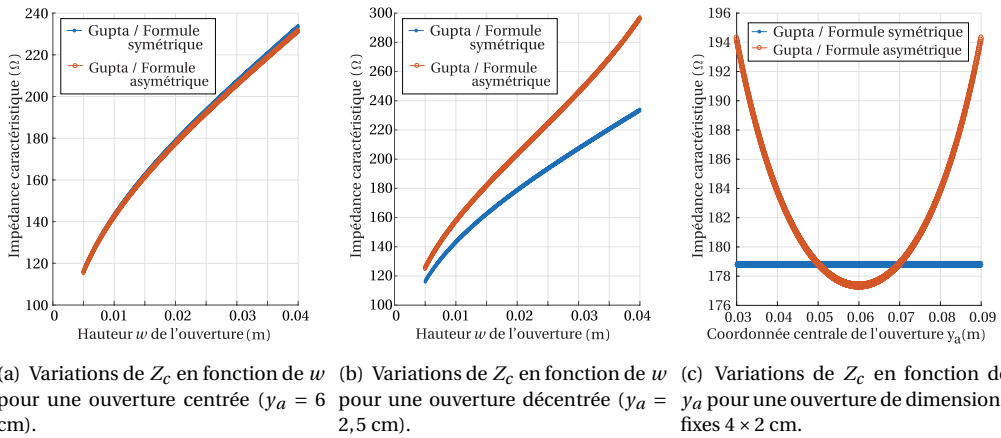 Impédance caractéristique (Ω)
240
220
200
180
160
140
120
100
Gupta / Formule
symétrique
Gupta / Formule
asymétrique
0 0.01 0.02 0.03 0.04
Hauteur w de l'ouverture (m)
Impédance caractéristique (Ω)
300
280
260
240
220
200
180
160
140
120
100
Gupta / Formule
symétrique
Gupta / Formule
asymétrique
0 0.01 0.02 0.03 0.04
Hauteur w de l'ouverture (m)
Impédance caractéristique (Ω)
196
194
192
190
188
186
184
182
180
178
176
Gupta / Formule symétrique
Gupta / Formule asymétrique
0.03 0.04 0.05 0.06 0.07 0.08 0.09
Coordonnée centrale de l'ouverture ya(m)
(a) Variations de Zc en fonction de w
pour une ouverture centrée (ya = 6
cm).
(b) Variations de Zc en fonction de w
pour une ouverture décentrée (ya =
2,5 cm).
(c) Variations de Zc en fonction de
ya pour une ouverture de dimension
fixes 4 × 2 cm.